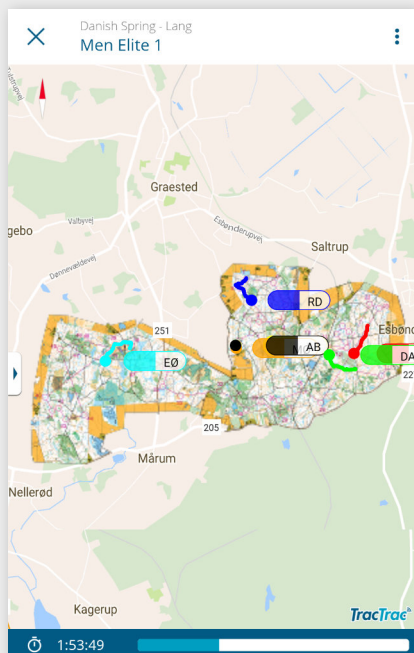 Danish Spring - Lang
Men Elite 1
Graested
Valbyvej
Esbønderupvej
gebo
Saltrup
Dønnevældevej
RD
251
Esbønd
AB
DA
EØ
22
205
Mårum
Nellerød
Kagerup
TracTrac
1:53:49